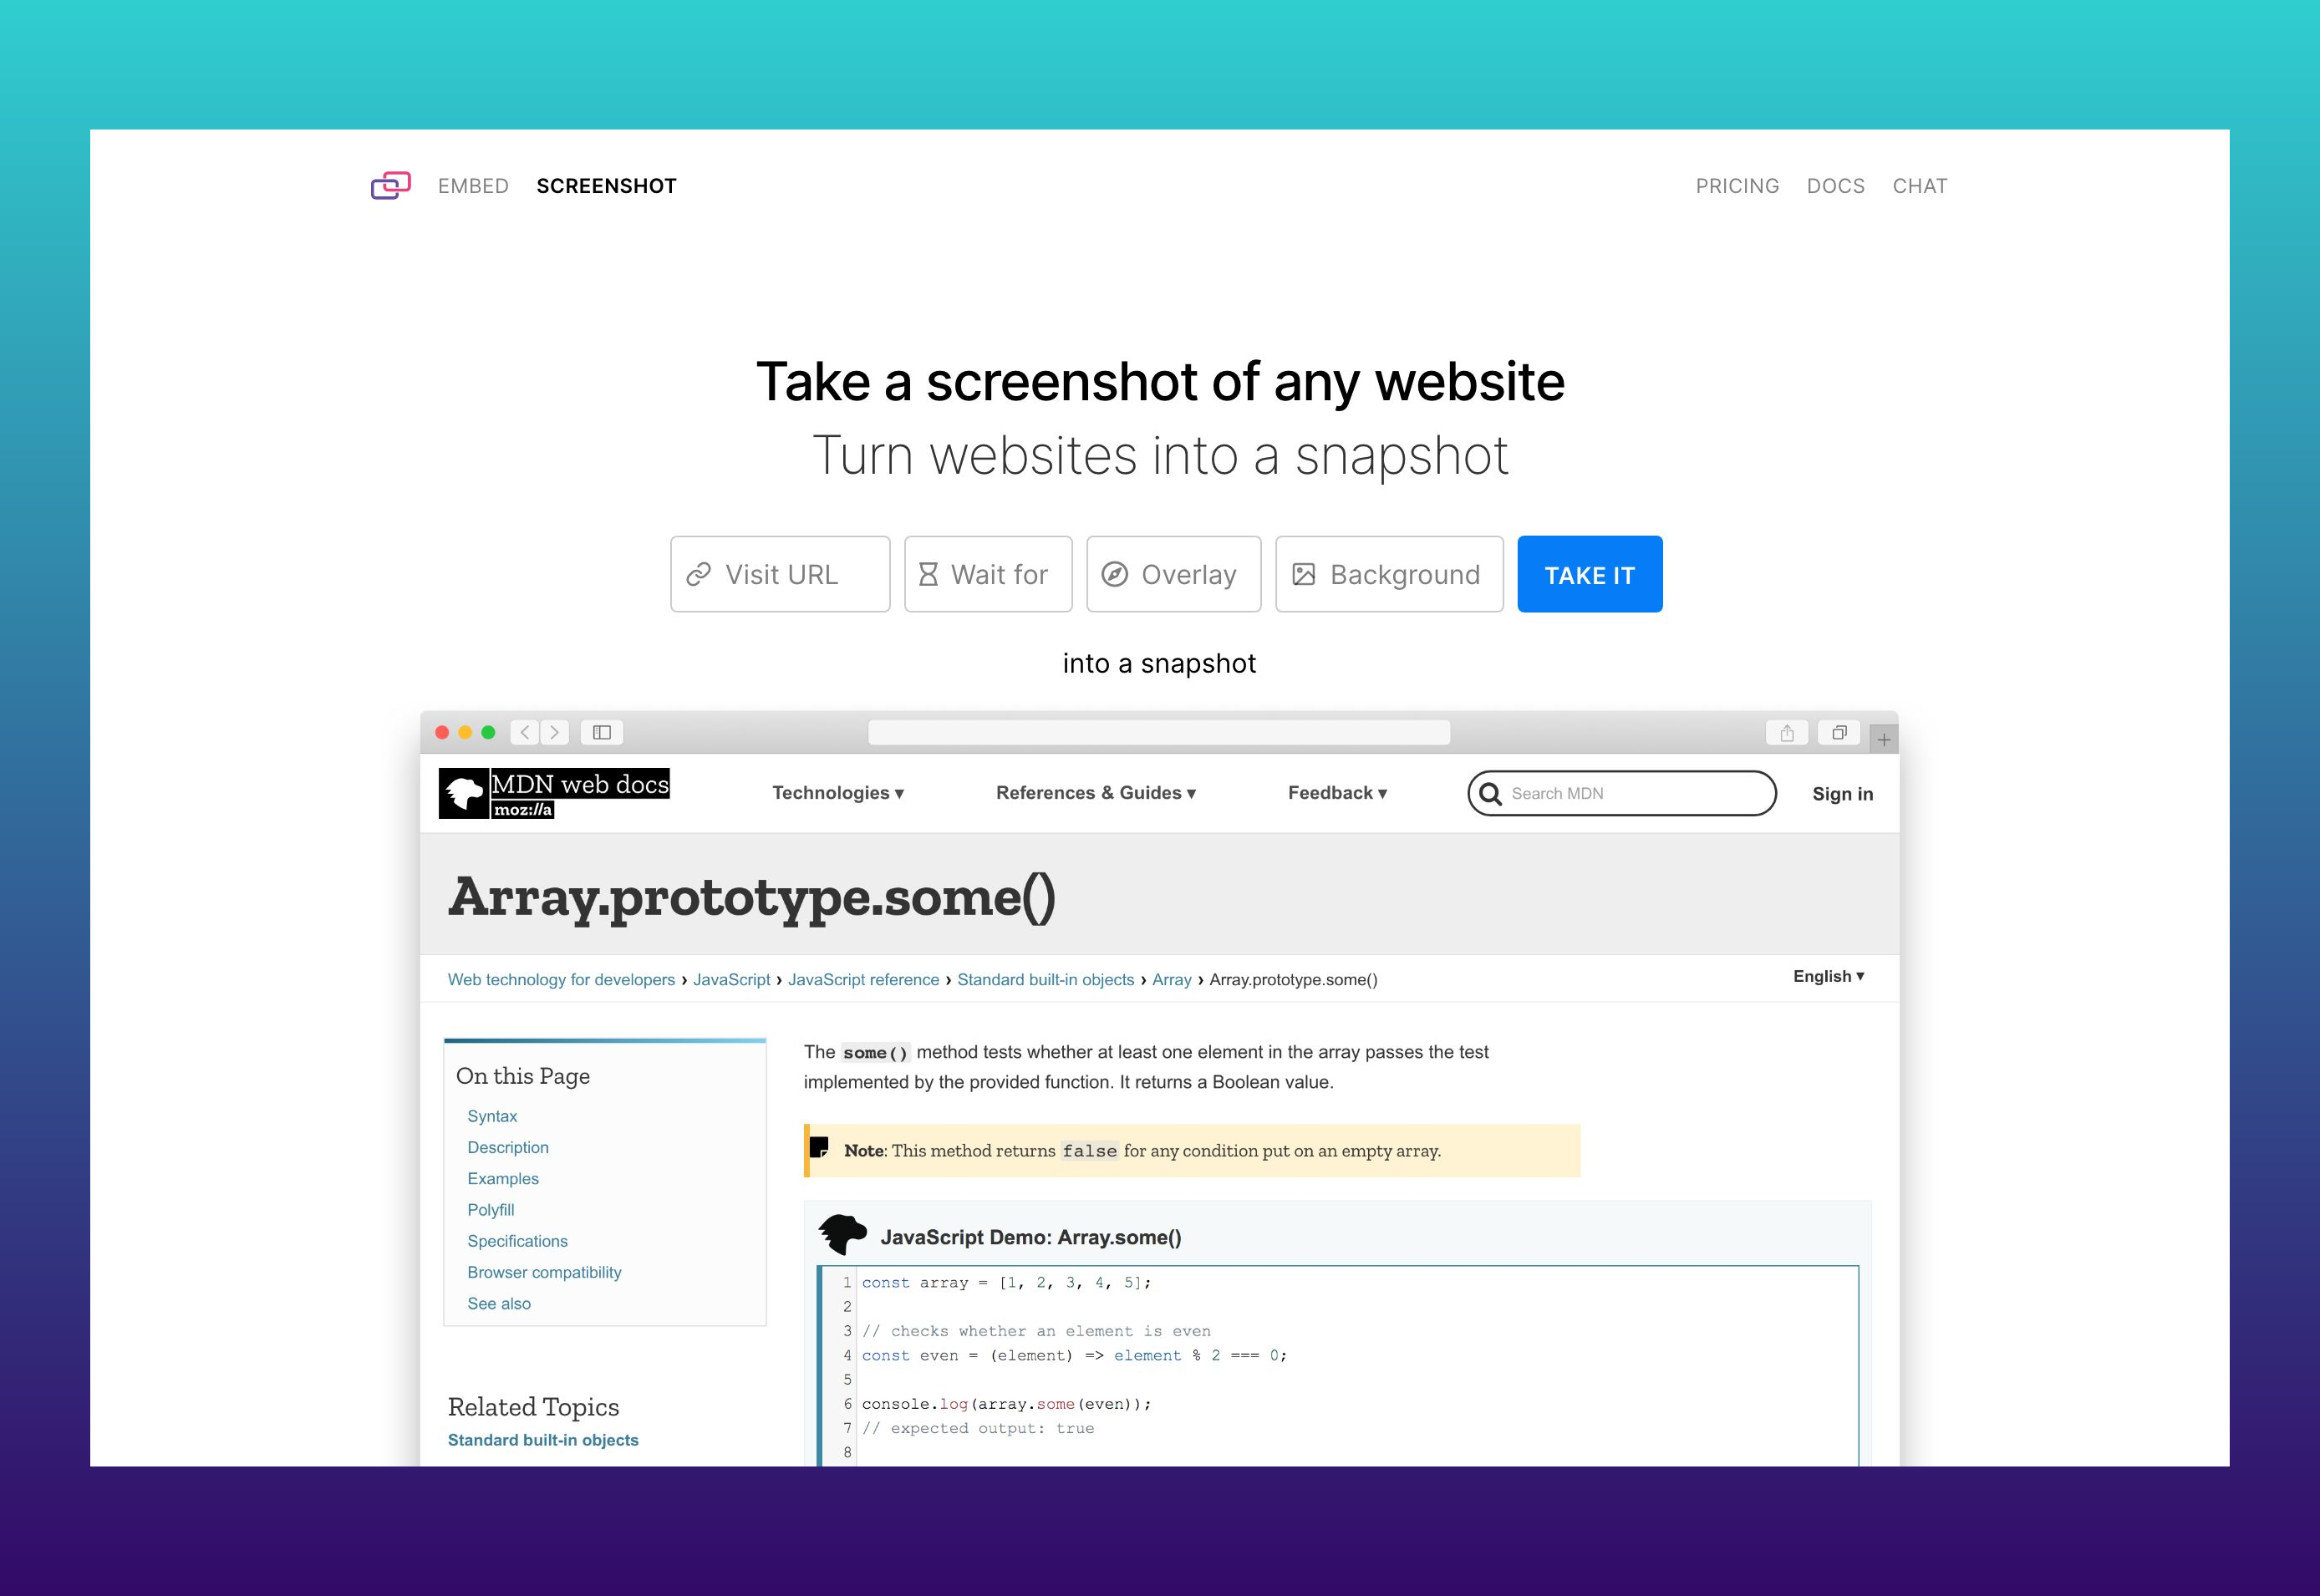 EMBED SCREENSHOT PRICING DOCS CHAT
Take a screenshot of any website
Turn websites into a snapshot
Visit URL Wait for Overlay Background TAKE IT
into a snapshot
MDN web docs
moz://a
Technologies ▾ References & Guides ▾ Feedback ▾ Search MDN Sign in
Array.prototype.some()
Web technology for developers › JavaScript › JavaScript reference › Standard built-in objects › Array › Array.prototype.some()
English ▾
On this Page
Syntax
Description
Examples
Polyfill
Specifications
Browser compatibility
See also
Related Topics
Standard built-in objects
The some() method tests whether at least one element in the array passes the test
implemented by the provided function. It returns a Boolean value.
Note: This method returns false for any condition put on an empty array.
JavaScript Demo: Array.some()
1 const array = [1, 2, 3, 4, 5];
2
3 // checks whether an element is even
4 const even = (element) => element % 2 === 0;
5
6 console.log(array.some(even));
7 // expected output: true
8